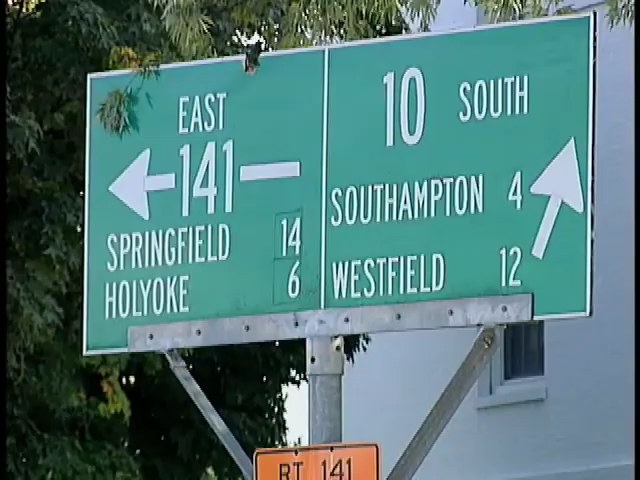 EAST
141
SPRINGFIELD 14
HOLYOKE 6
10 SOUTH
SOUTHAMPTON 4
WESTFIELD 12
RT 141